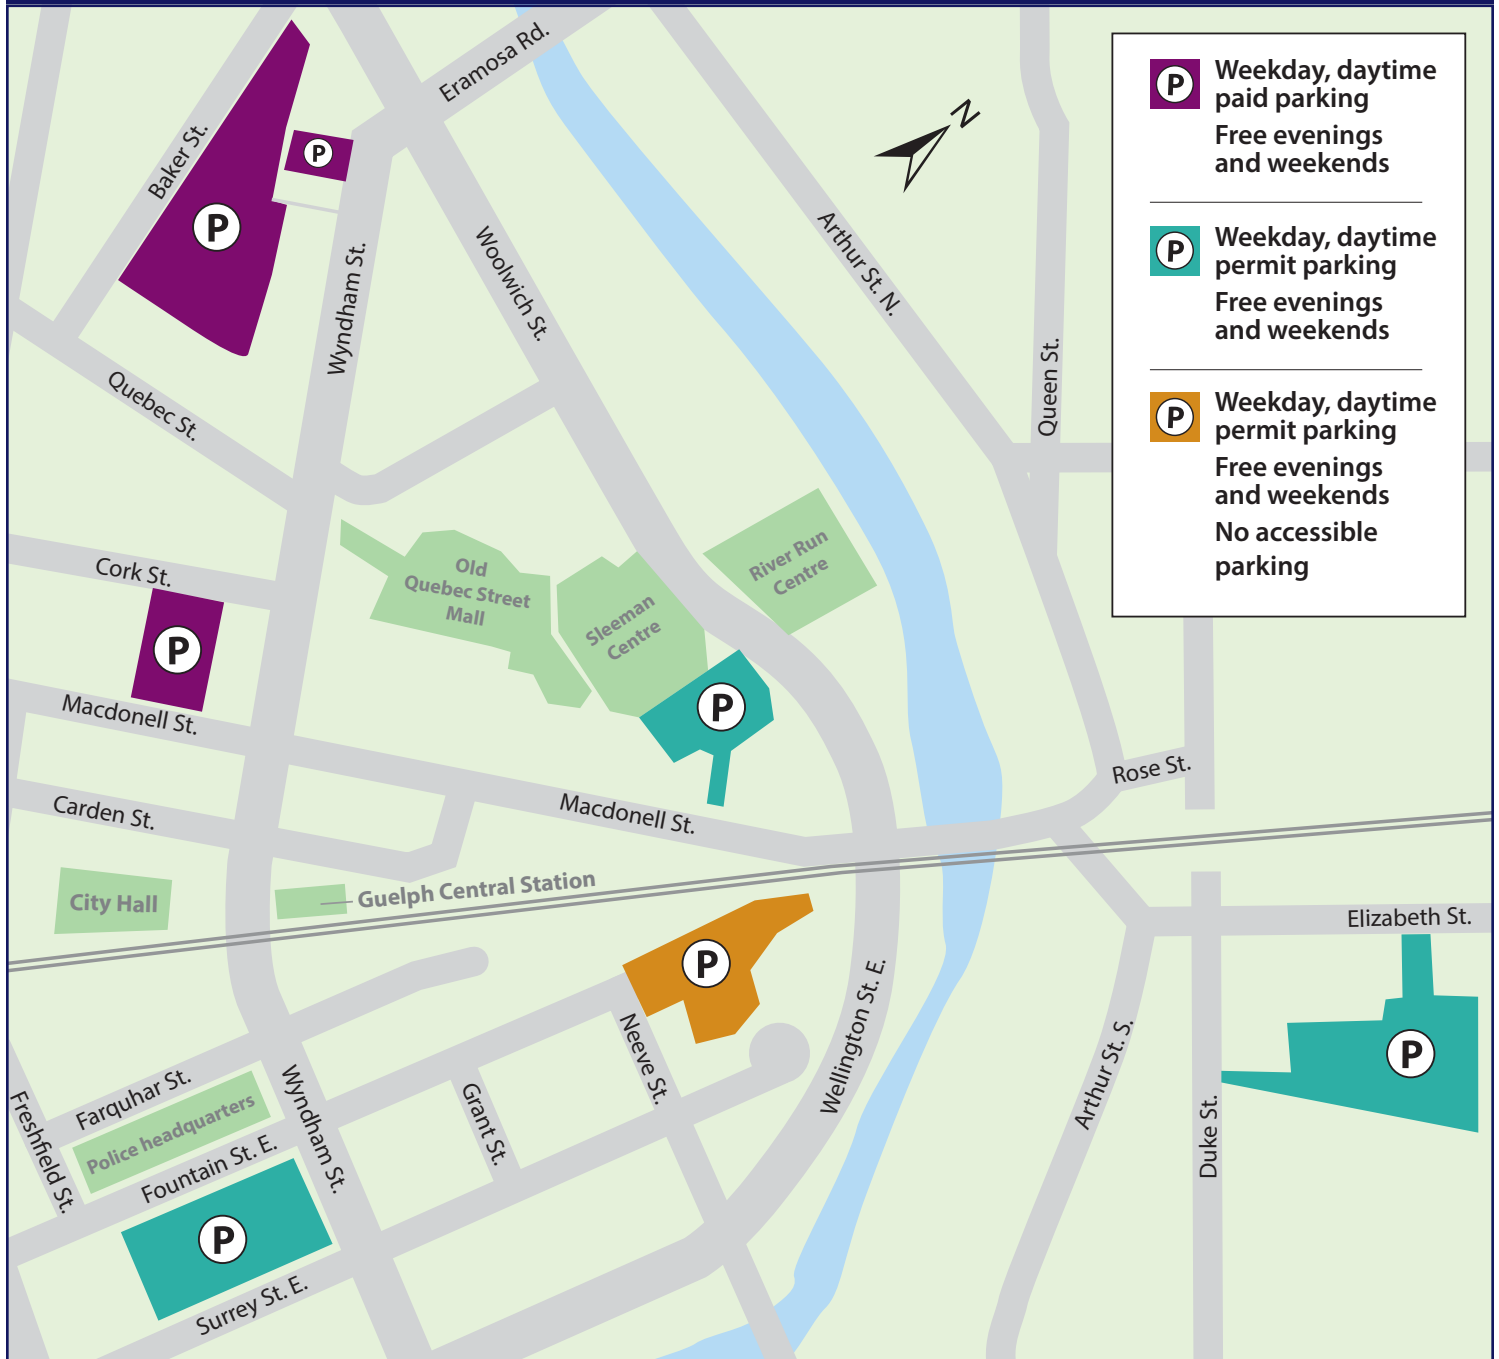 Eramosa Rd.
N
P
Weekday, daytime
paid parking
Free evenings
and weekends
P
Weekday, daytime
permit parking
Free evenings
and weekends
P
Weekday, daytime
permit parking
Free evenings
and weekends
No accessible
parking
Baker St.
P
P
Wyndham St.
Woolwich St.
Arthur St. N.
Queen St.
Quebec St.
Cork St.
P
Old
Quebec Street
Mall
Sleeman
Centre
River Run
Centre
P
Macdonell St.
Macdonell St.
Rose St.
Carden St.
City Hall
Guelph Central Station
Elizabeth St.
P
P
Neeve St.
Wellington St. E.
Arthur St. S.
Duke St.
Freshfield St.
Farquhar St.
Police headquarters
Fountain St. E.
Wyndham St.
Grant St.
P
Surrey St. E.